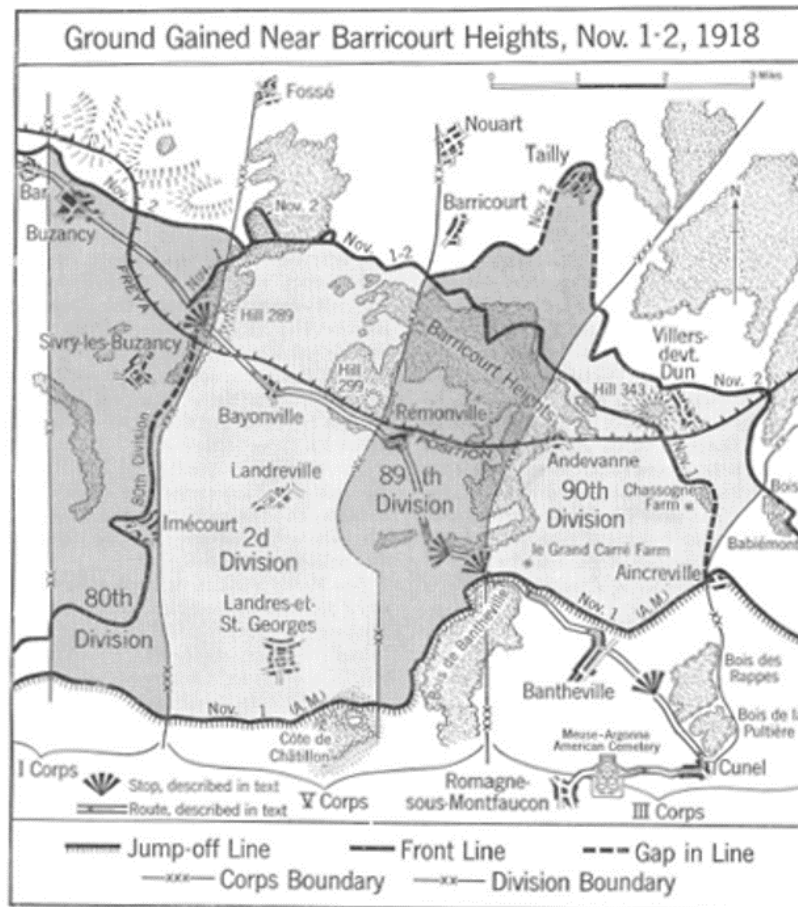 Ground Gained Near Barricourt Heights, Nov. 1-2, 1918
0 1 2 3 Miles
Fossé
Nouart
Tailly
Bar
Nov. 2
Nov. 2
Nov. 2
Barricourt
N
Buzancy
Nov. 1
Nov. 1-2
FREYA
Hill 289
Villers-
devt.
Dun
Sivry-les-Buzancy
Barricourt Heights
Hill
299
Hill 343
Nov. 2
Bayonville
Rémonville
POSITION
80th Division
Landreville
89th
Division
Andevanne
90th
Division
Nov. 1
Chassogne
Farm
Bois
Imécourt
2d
Division
le Grand Carré Farm
Babiémont
Aincreville
80th
Division
Landres-et-
St. Georges
Bois de Bantheville
Nov. 1 (A.M.)
Bantheville
Bois des
Rappes
Nov. 1 (A.M.)
Côte de
Châtillon
Bois de la
Pultière
Meuse-Argonne
American Cemetery
Cunel
I Corps
Stop, described in text
Route, described in text
V Corps
Romagne-
sous-Montfaucon
III Corps
Jump-off Line
Front Line
Gap in Line
xxx Corps Boundary
xx Division Boundary